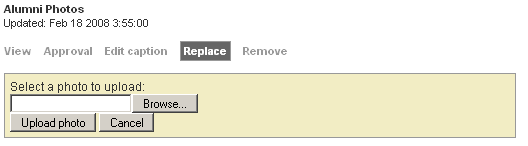 Alumni Photos
Updated: Feb 18 2008 3:55:00
View Approval Edit caption Replace Remove
Select a photo to upload:
Browse...
Upload photo Cancel